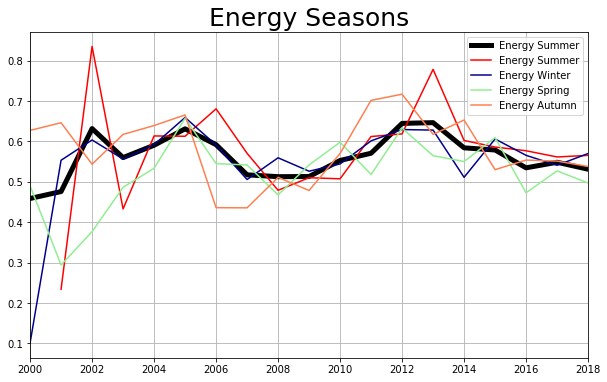 Energy Seasons
Energy Summer
Energy Summer
Energy Winter
Energy Spring
Energy Autumn
0.8
0.7
0.6
0.5
0.4
0.3
0.2
0.1
2000 2002 2004 2006 2008 2010 2012 2014 2016 2018